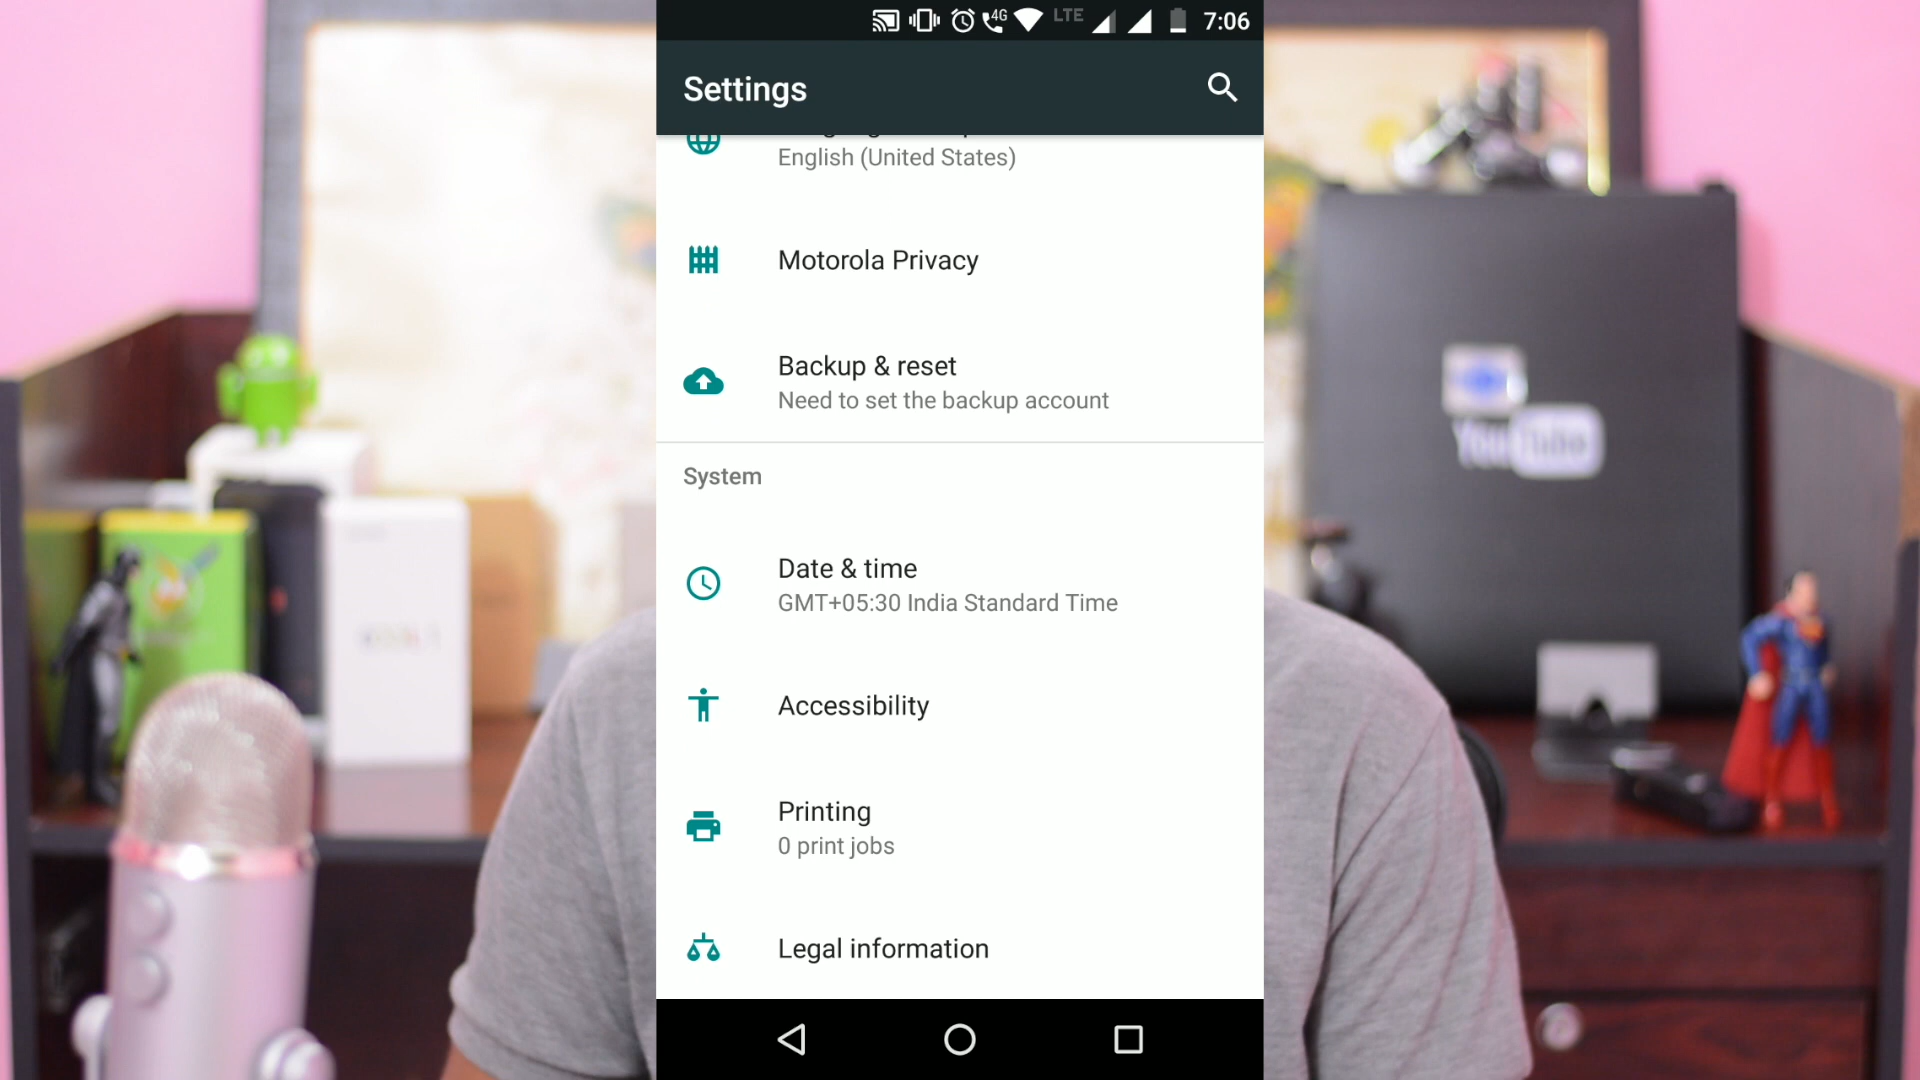 4G LTE 7:06
Settings
English (United States)
Motorola Privacy
Backup & reset
Need to set the backup account
System
Date & time
GMT+05:30 India Standard Time
Accessibility
Printing
0 print jobs
Legal information
YouTube